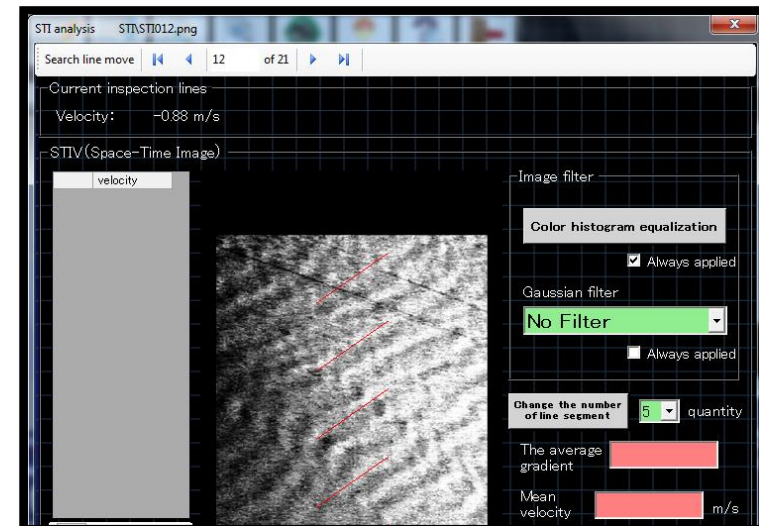 STI analysis STI\STI012.png
x
Search line move 12 of 21
Current inspection lines
Velocity: -0.88 m/s
STIV(Space-Time Image)
velocity
Image filter
Color histogram equalization
Always applied
Gaussian filter
No Filter
Always applied
Change the number
of line segment
5 quantity
The average
gradient
Mean
velocity m/s